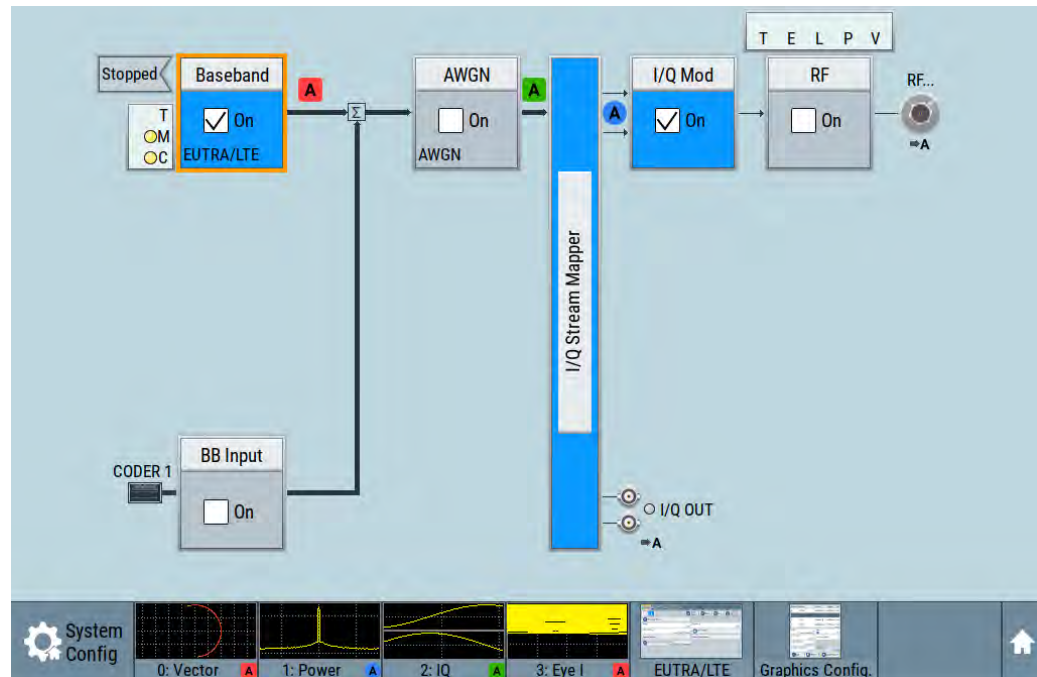 T E L P V
Stopped
Baseband
AWGN
I/Q Mod
RF
RF...
A
A
T
M
C
On
Σ
On
A
On
On
EUTRA/LTE
AWGN
A
I/Q Stream Mapper
BB Input
CODER 1
On
I/Q OUT
A
System
Config
0: Vector A
1: Power A
2: IQ A
3: Eye I A
EUTRA/LTE
Graphics Config.